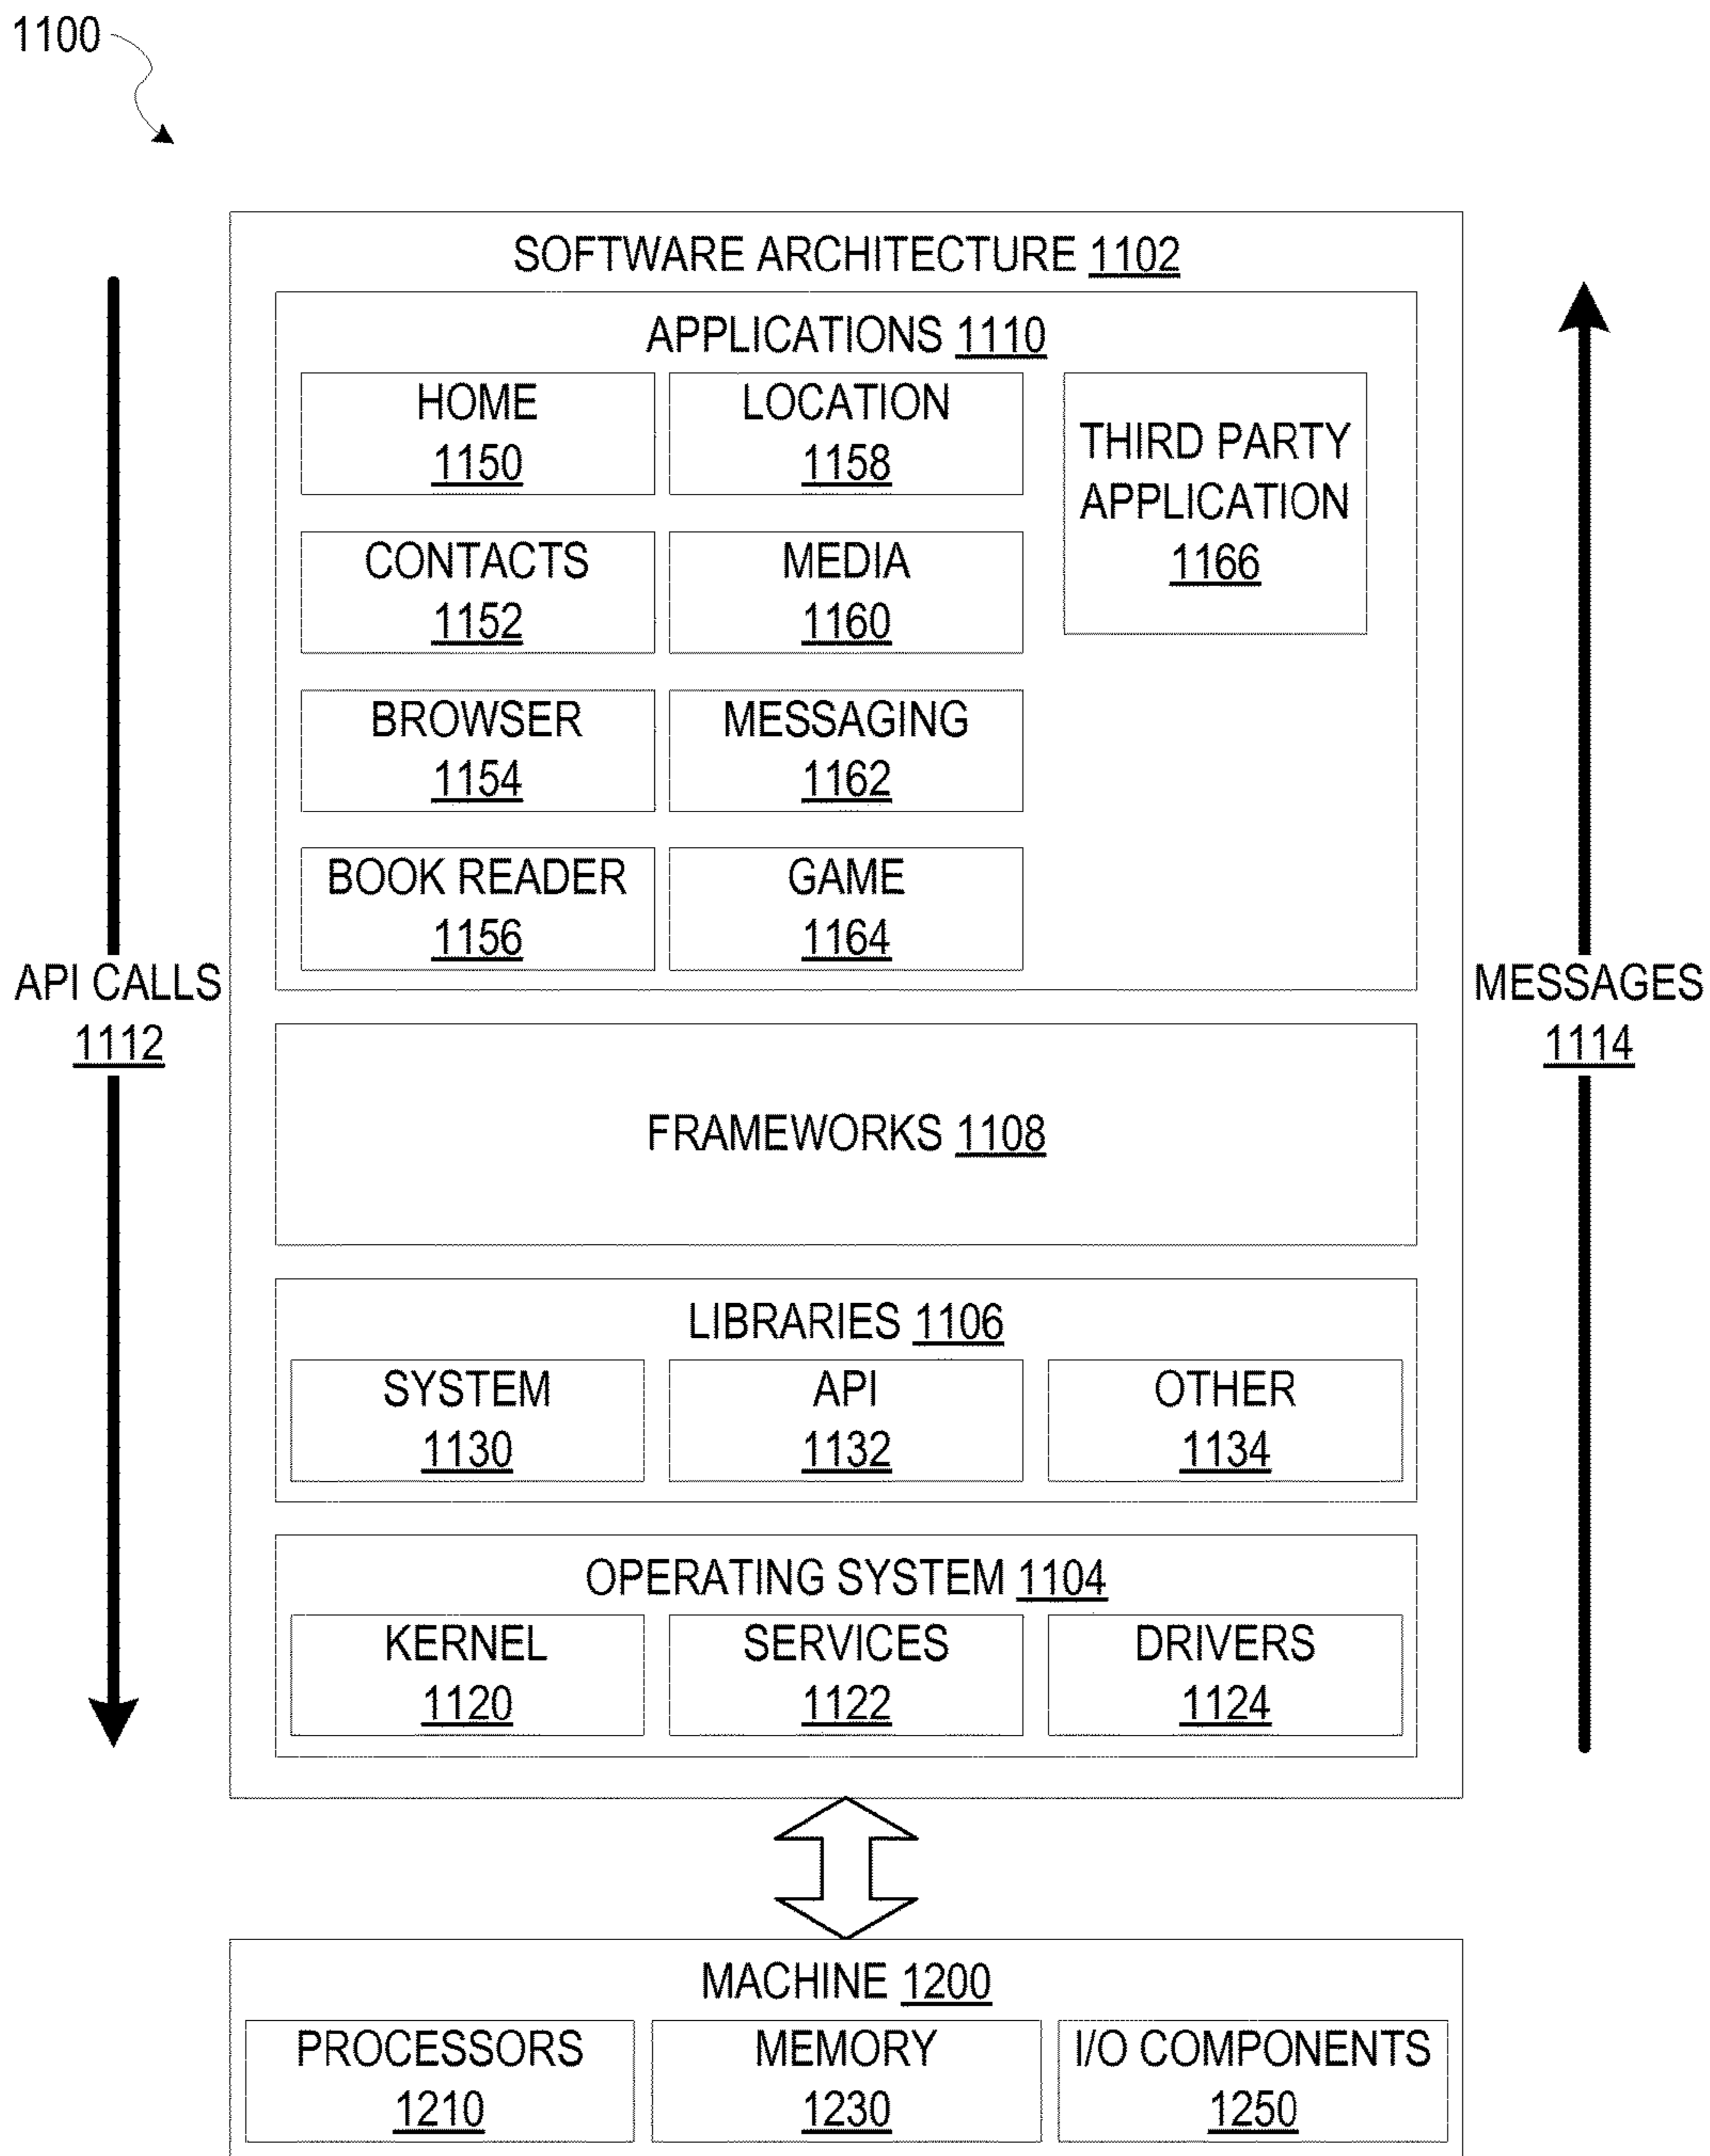 1100
SOFTWARE ARCHITECTURE 1102
APPLICATIONS 1110
HOME
1150
LOCATION
1158
THIRD PARTY
APPLICATION
1166
CONTACTS
1152
MEDIA
1160
BROWSER
1154
MESSAGING
1162
BOOK READER
1156
GAME
1164
API CALLS
1112
MESSAGES
1114
FRAMEWORKS 1108
LIBRARIES 1106
SYSTEM
1130
API
1132
OTHER
1134
OPERATING SYSTEM 1104
KERNEL
1120
SERVICES
1122
DRIVERS
1124
MACHINE 1200
PROCESSORS
1210
MEMORY
1230
I/O COMPONENTS
1250